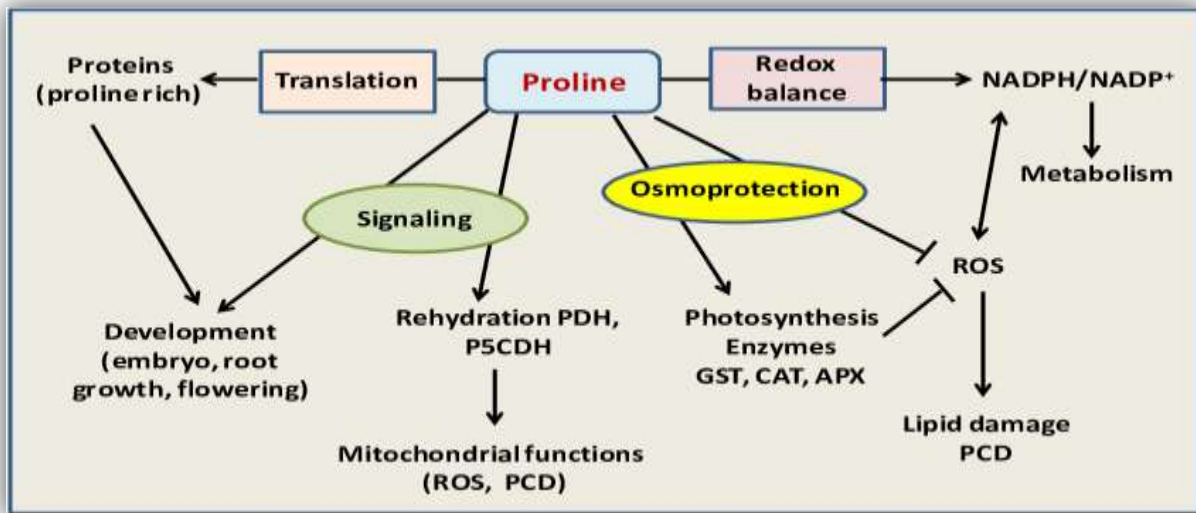 Proteins
(proline rich)
Translation
Proline
Redox
balance
NADPH/NADP⁺
Metabolism
Osmoprotection
Signaling
ROS
Development
(embryo, root
growth, flowering)
Rehydration PDH,
P5CDH
Photosynthesis
Enzymes
GST, CAT, APX
Mitochondrial functions
(ROS, PCD)
Lipid damage
PCD